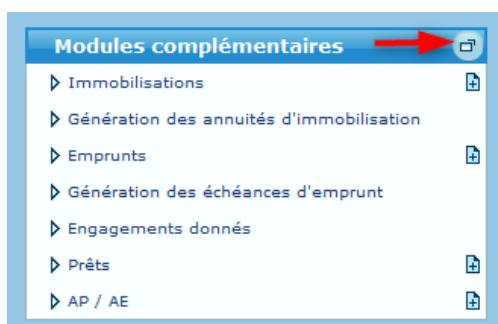 Modules complémentaires
Immobilisations
Génération des annuités d'immobilisation
Emprunts
Génération des échéances d'emprunt
Engagements donnés
Prêts
AP / AE